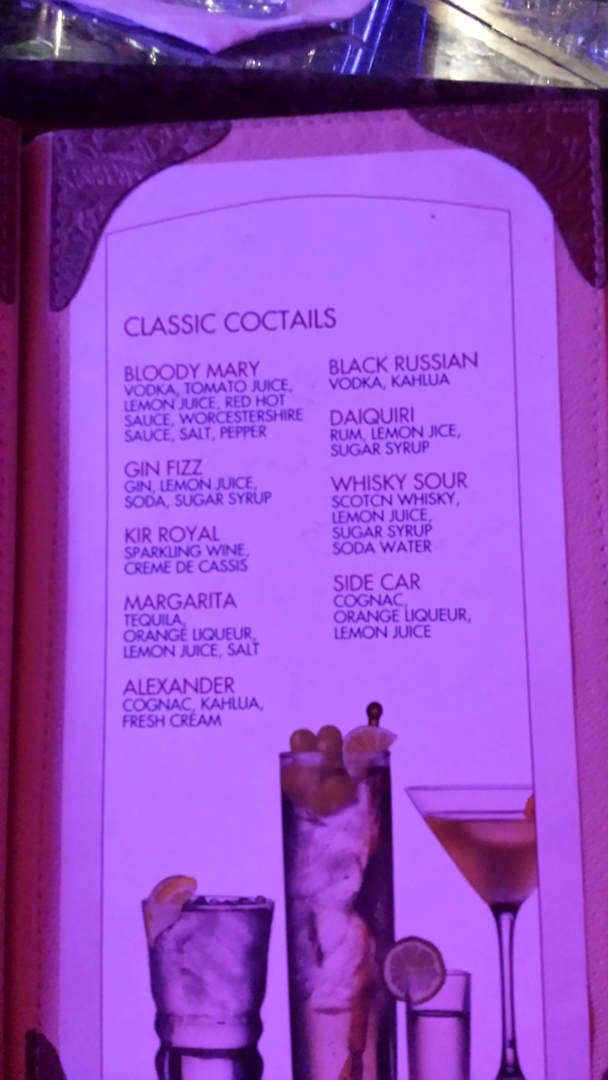 CLASSIC COCTAILS
BLOODY MARY
VODKA, TOMATO JUICE,
LEMON JUICE, RED HOT
SAUCE, WORCESTERSHIRE
SAUCE, SALT, PEPPER
GIN FIZZ
GIN, LEMON JUICE,
SODA, SUGAR SYRUP
KIR ROYAL
SPARKLING WINE,
CREME DE CASSIS
MARGARITA
TEQUILA,
ORANGE LIQUEUR,
LEMON JUICE, SALT
ALEXANDER
COGNAC, KAHLUA,
FRESH CREAM
BLACK RUSSIAN
VODKA, KAHLUA
DAIQUIRI
RUM, LEMON JICE,
SUGAR SYRUP
WHISKY SOUR
SCOTCN WHISKY,
LEMON JUICE,
SUGAR SYRUP
SODA WATER
SIDE CAR
COGNAC,
ORANGE LIQUEUR,
LEMON JUICE